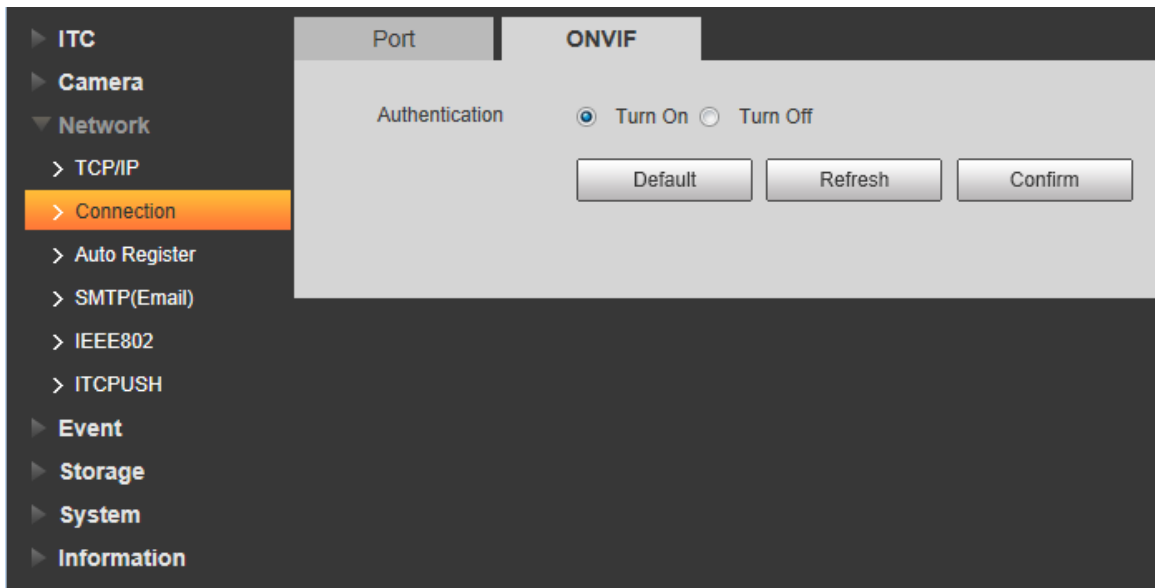 ITC
Camera
Network
TCP/IP
Connection
Auto Register
SMTP(Email)
IEEE802
ITCPUSH
Event
Storage
System
Information
Port
ONVIF
Authentication
Turn On
Turn Off
Default
Refresh
Confirm